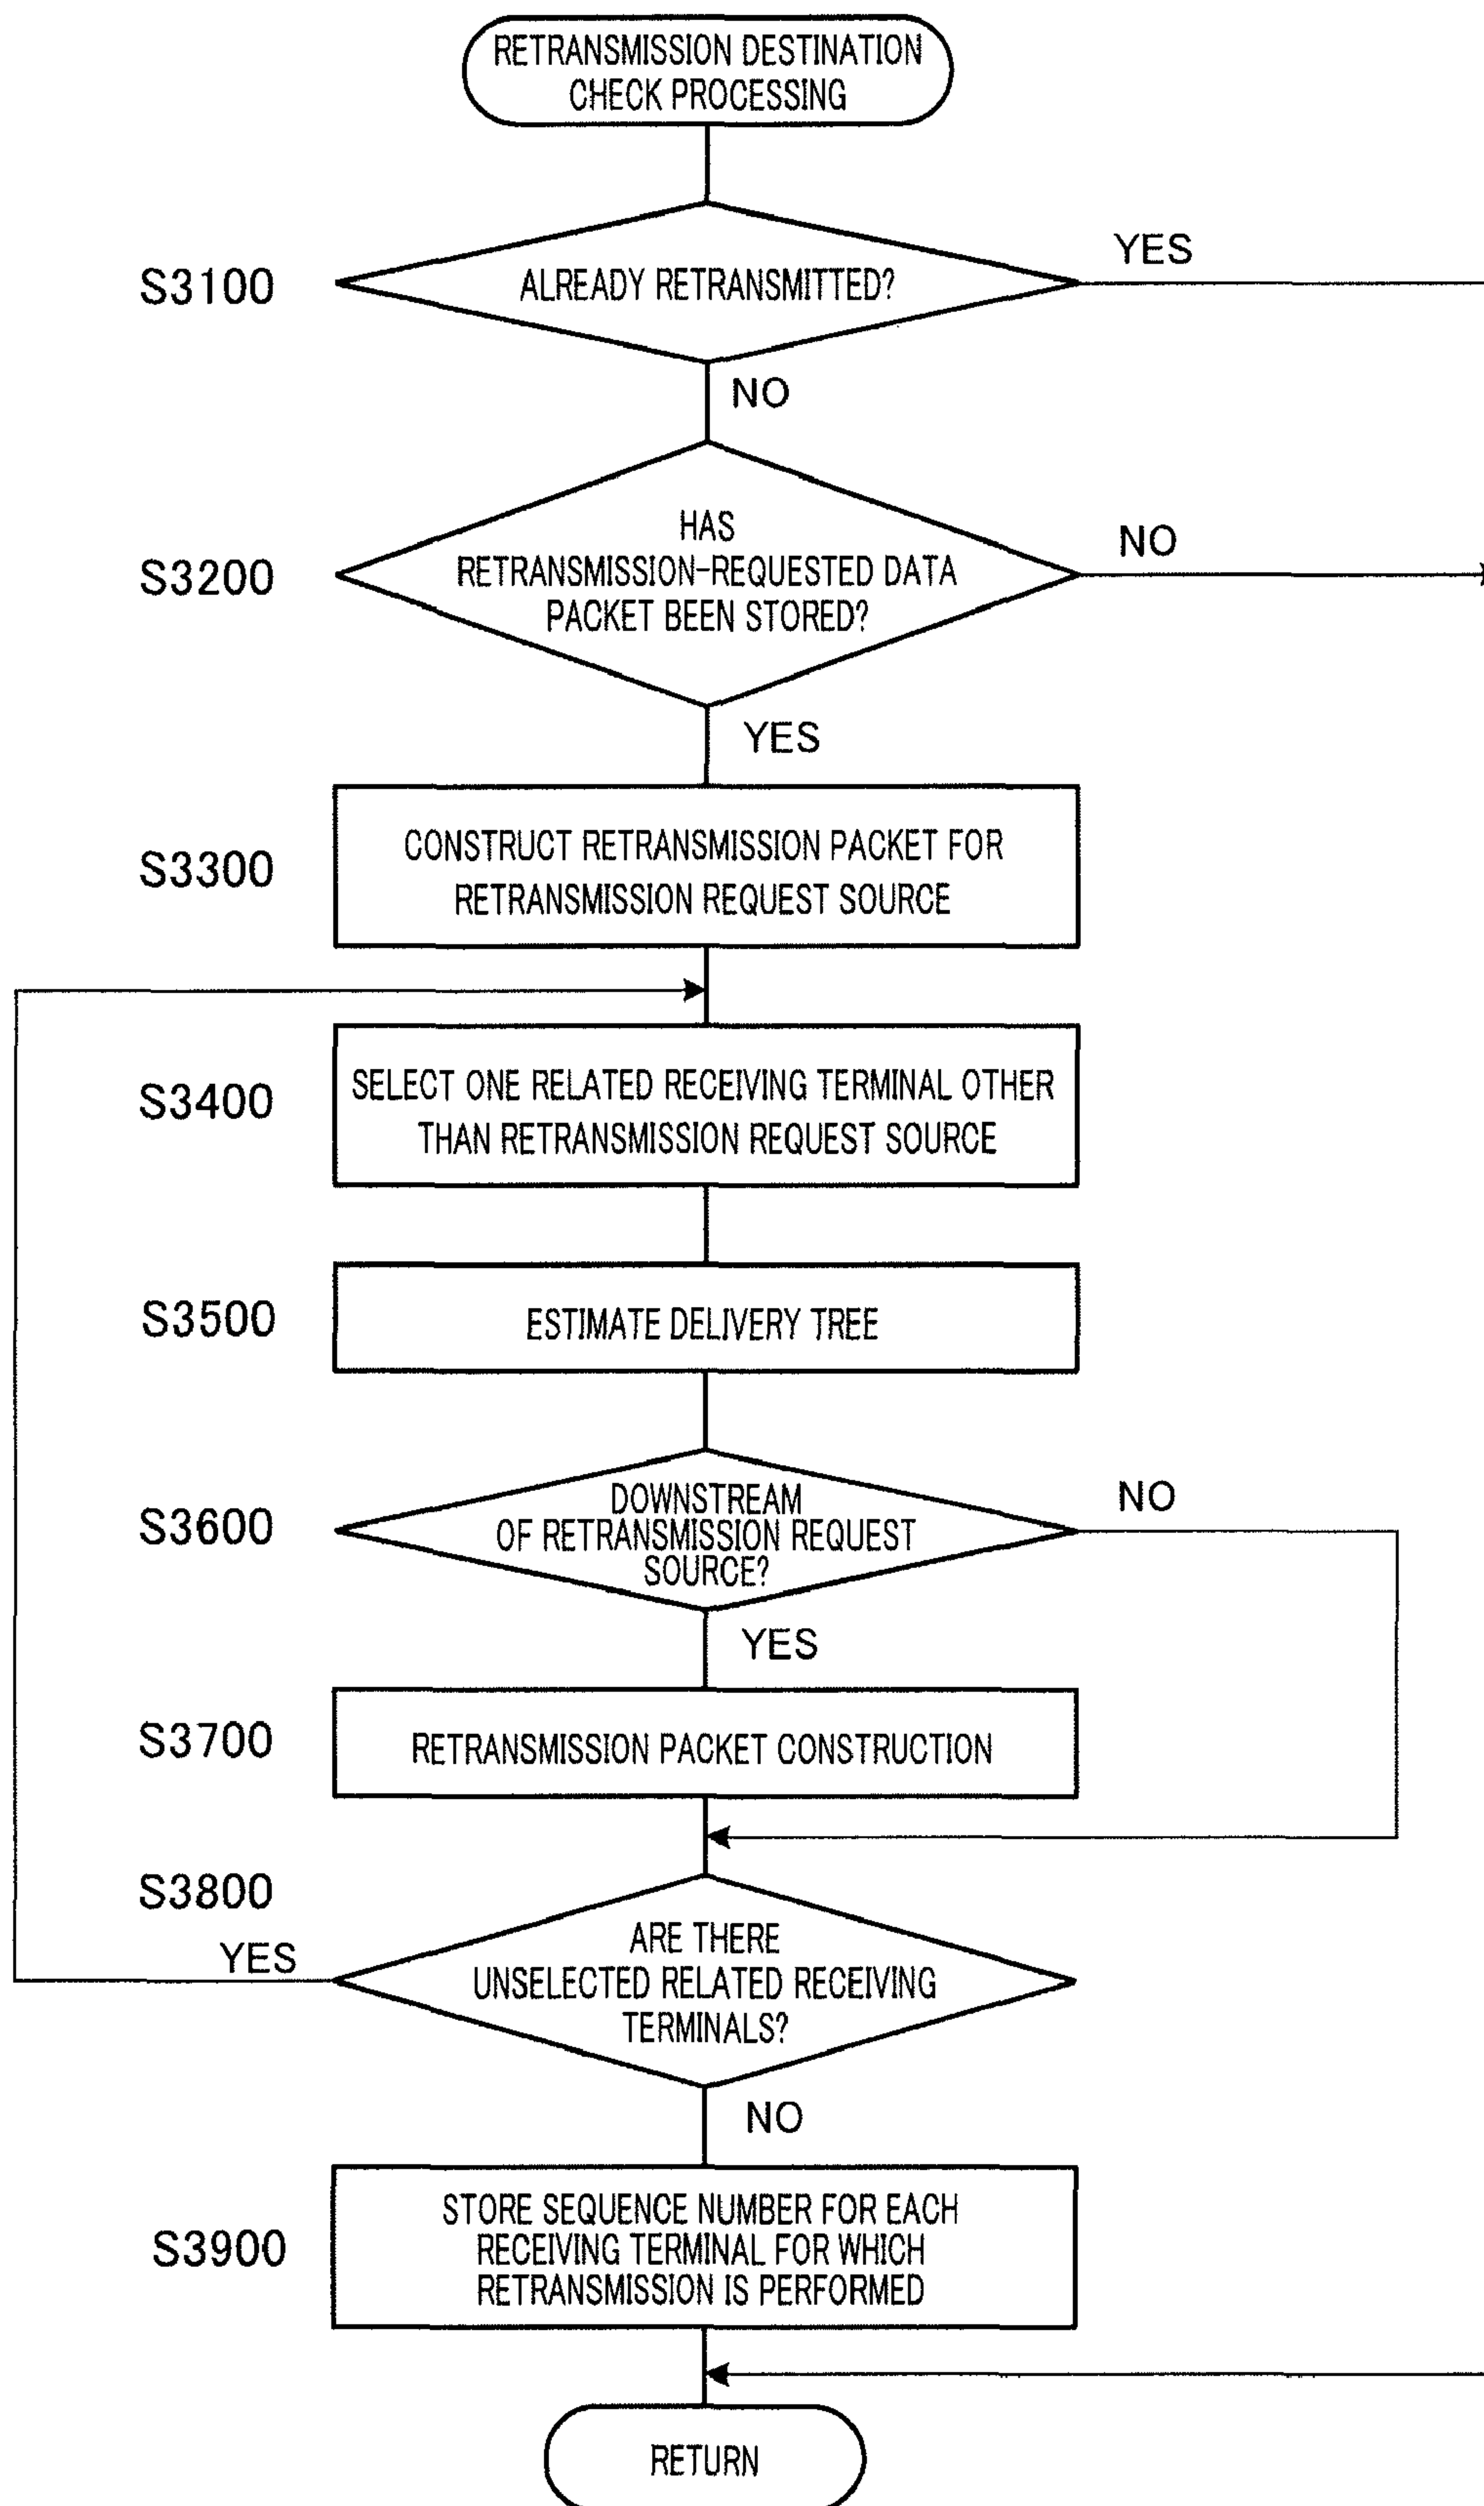 RETRANSMISSION DESTINATION
CHECK PROCESSING
S3100
ALREADY RETRANSMITTED?
YES
NO
S3200
HAS
RETRANSMISSION-REQUESTED DATA
PACKET BEEN STORED?
NO
YES
S3300
CONSTRUCT RETRANSMISSION PACKET FOR
RETRANSMISSION REQUEST SOURCE
S3400
SELECT ONE RELATED RECEIVING TERMINAL OTHER
THAN RETRANSMISSION REQUEST SOURCE
S3500
ESTIMATE DELIVERY TREE
S3600
DOWNSTREAM
OF RETRANSMISSION REQUEST
SOURCE?
NO
YES
S3700
RETRANSMISSION PACKET CONSTRUCTION
S3800
YES
ARE THERE
UNSELECTED RELATED RECEIVING
TERMINALS?
NO
S3900
STORE SEQUENCE NUMBER FOR EACH
RECEIVING TERMINAL FOR WHICH
RETRANSMISSION IS PERFORMED
RETURN